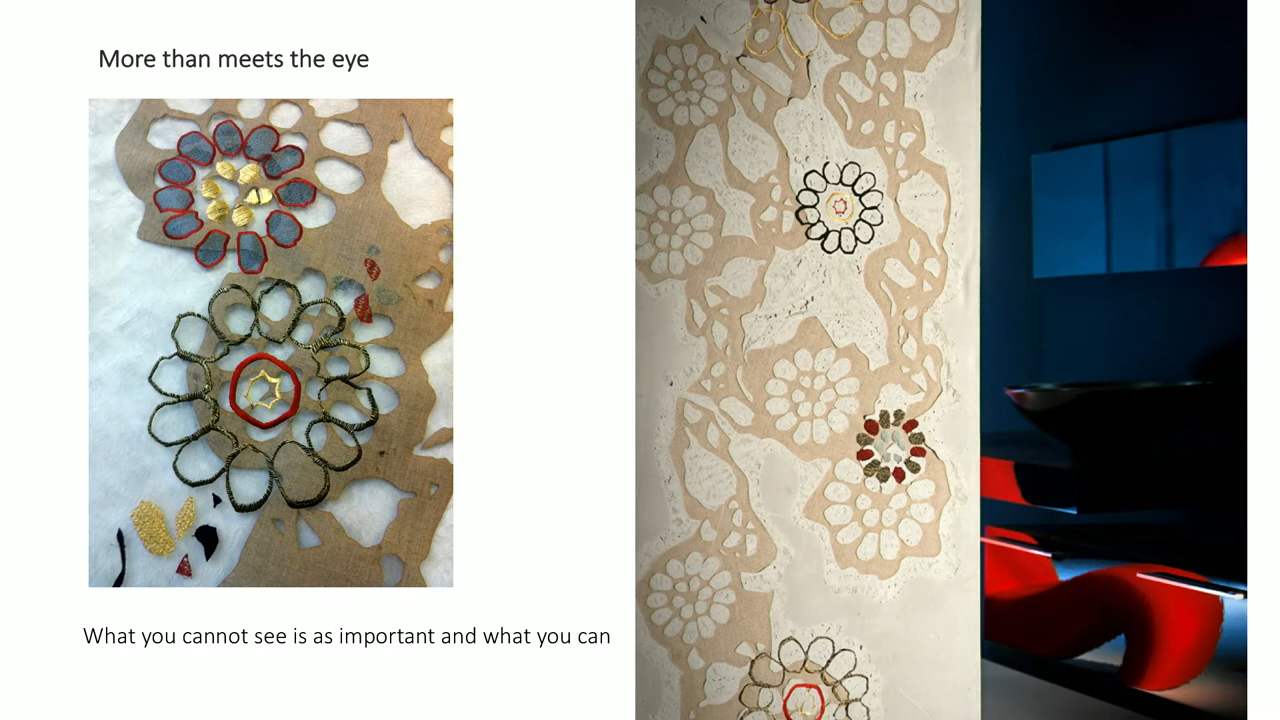 More than meets the eye
What you cannot see is as important and what you can